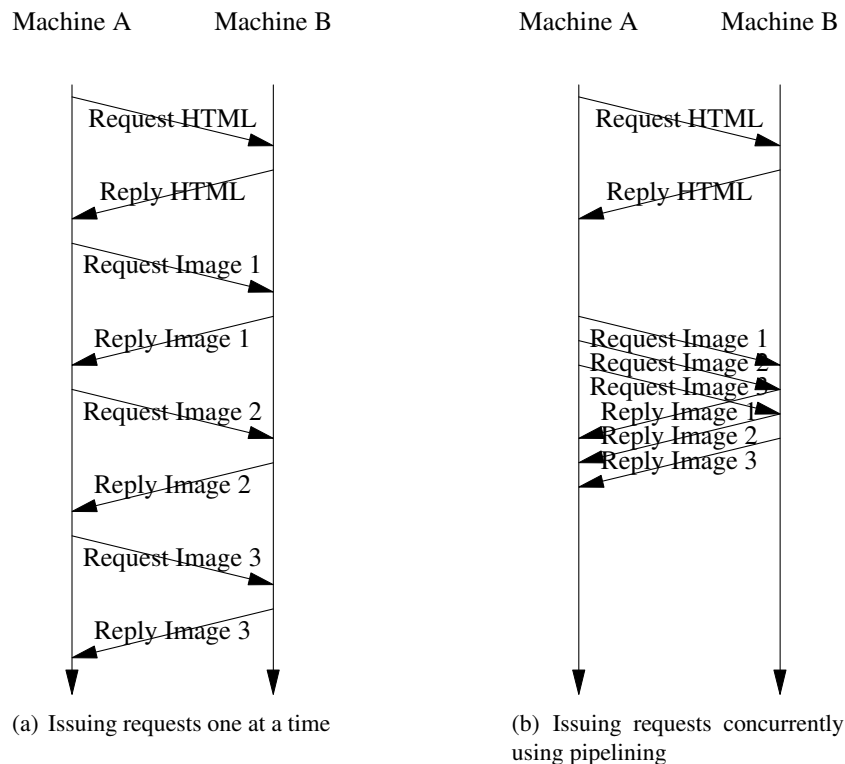 Machine A
Machine B
Request HTML
Reply HTML
Request Image 1
Reply Image 1
Request Image 2
Reply Image 2
Request Image 3
Reply Image 3
(a) Issuing requests one at a time
Machine A
Machine B
Request HTML
Reply HTML
Request Image 1
Request Image 2
Request Image 3
Reply Image 1
Reply Image 2
Reply Image 3
(b) Issuing requests concurrently
using pipelining